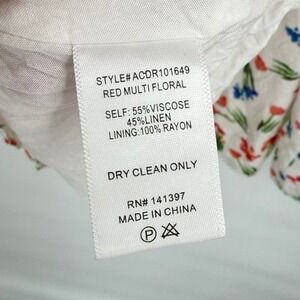 STYLE#ACDR101649
RED MULTI FLORAL
SELF: 55%VISCOSE
45%LINEN
LINING:100% RAYON
DRY CLEAN ONLY
RN# 141397
MADE IN CHINA
P